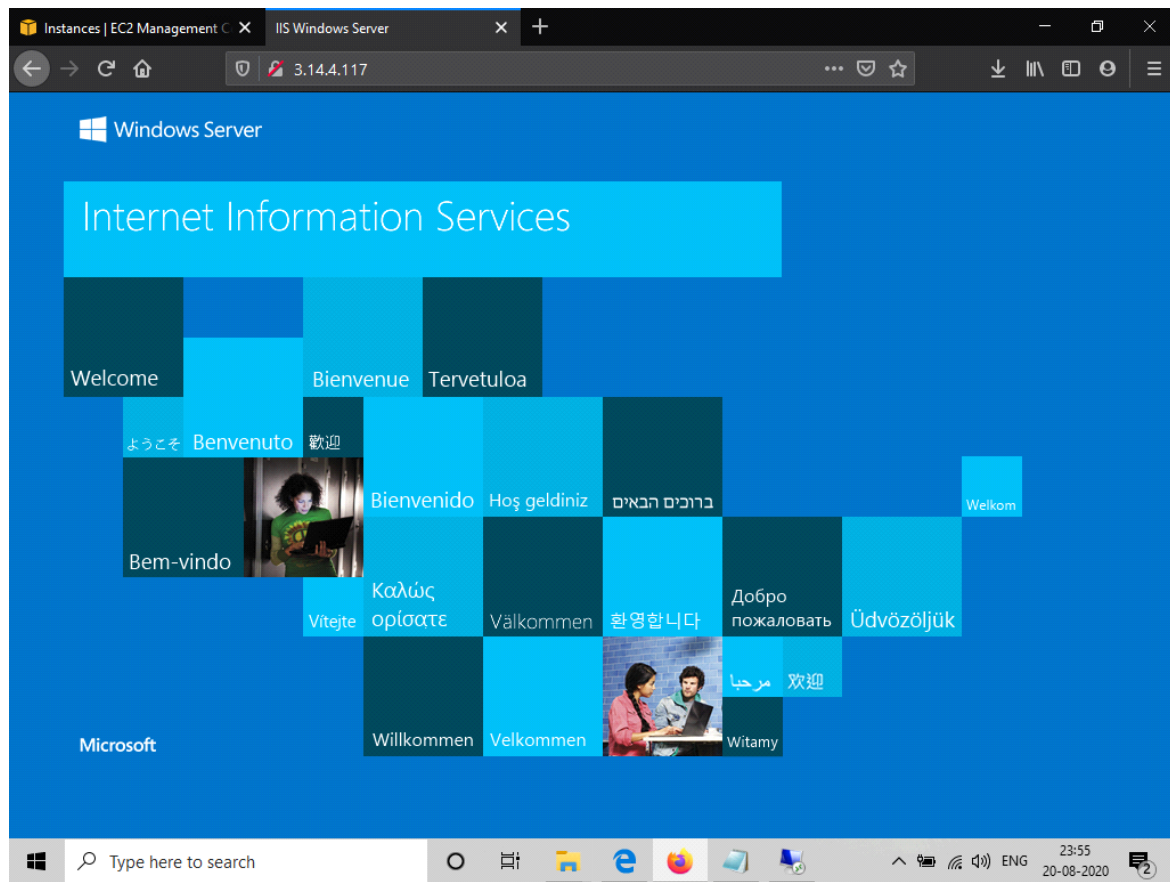 Instances | EC2 Management C
IIS Windows Server
3.14.4.117
Windows Server
Internet Information Services
Welcome
Bienvenue
Tervetuloa
ようこそ
Benvenuto
歡迎
Bienvenido
Hoş geldiniz
ברוכים הבאים
Welkom
Bem-vindo
Vítejte
Καλώς
ορίσατε
Välkommen
환영합니다
Добро
пожаловать
Üdvözöljük
مرحبا
欢迎
Microsoft
Willkommen
Velkommen
Witamy
Type here to search
ENG
23:55
20-08-2020
2